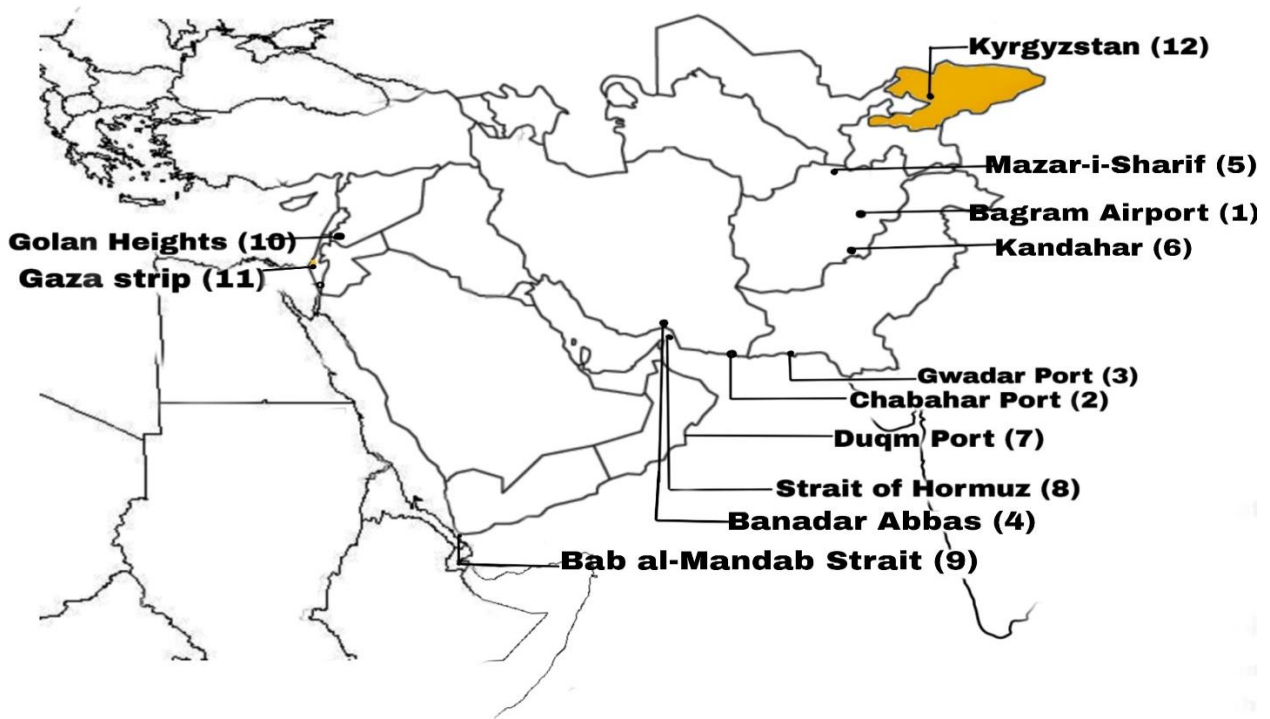 Kyrgyzstan (12)
Mazar-i-Sharif (5)
Bagram Airport (1)
Kandahar (6)
Golan Heights (10)
Gaza strip (11)
Gwadar Port (3)
Chabahar Port (2)
Duqm Port (7)
Strait of Hormuz (8)
Banadar Abbas (4)
Bab al-Mandab Strait (9)